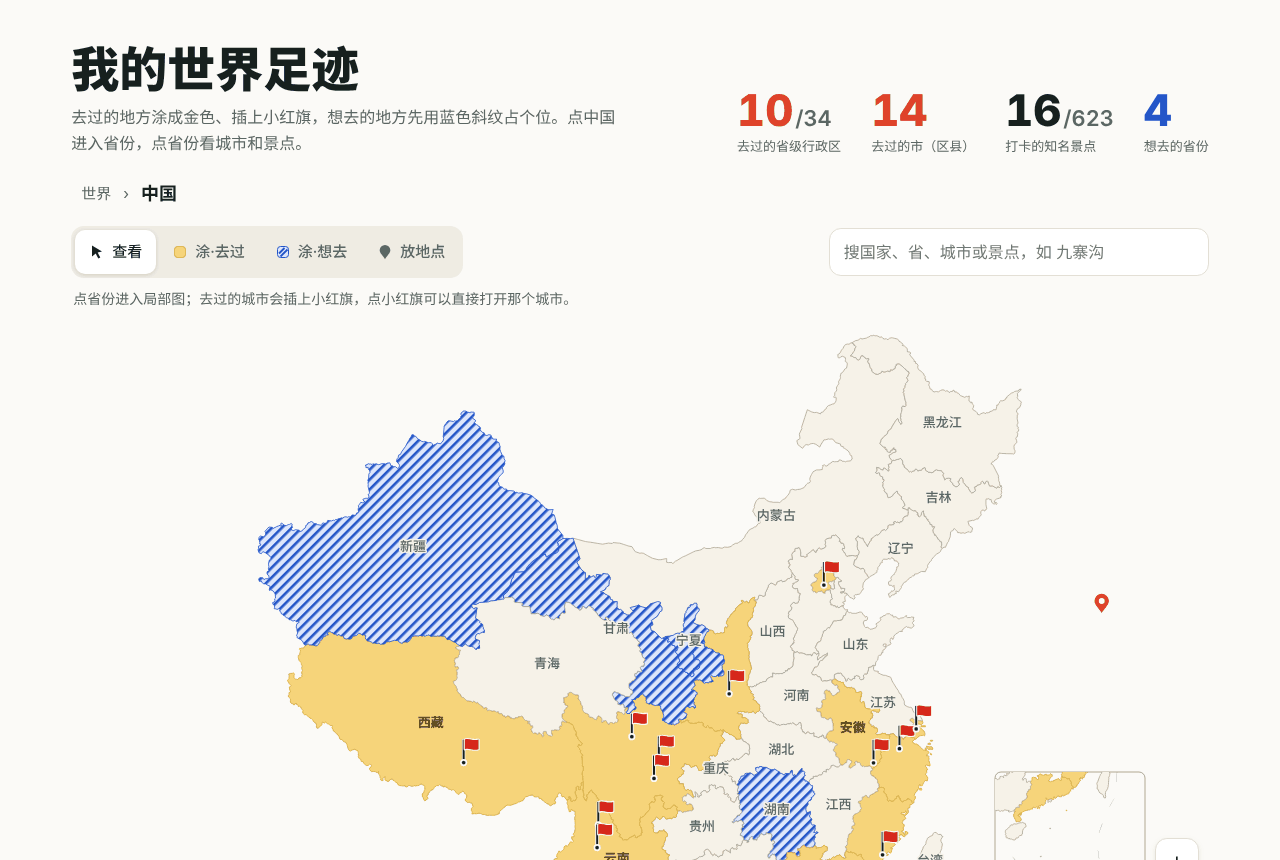 我的世界足迹
去过的地方涂成金色、插上小红旗，想去的地方先用蓝色斜纹占个位。点中国
进入省份，点省份看城市和景点。
10/34
去过的省级行政区
14
去过的市（区县）
16/623
打卡的知名景点
4
想去的省份
世界 › 中国
查看
涂·去过
涂·想去
放地点
搜国家、省、城市或景点，如 九寨沟
点省份进入局部图；去过的城市会插上小红旗，点小红旗可以直接打开那个城市。
黑龙江
吉林
内蒙古
辽宁
新疆
甘肃
宁夏
山西
山东
青海
河南
江苏
西藏
安徽
湖北
重庆
湖南
江西
贵州
云南
台湾